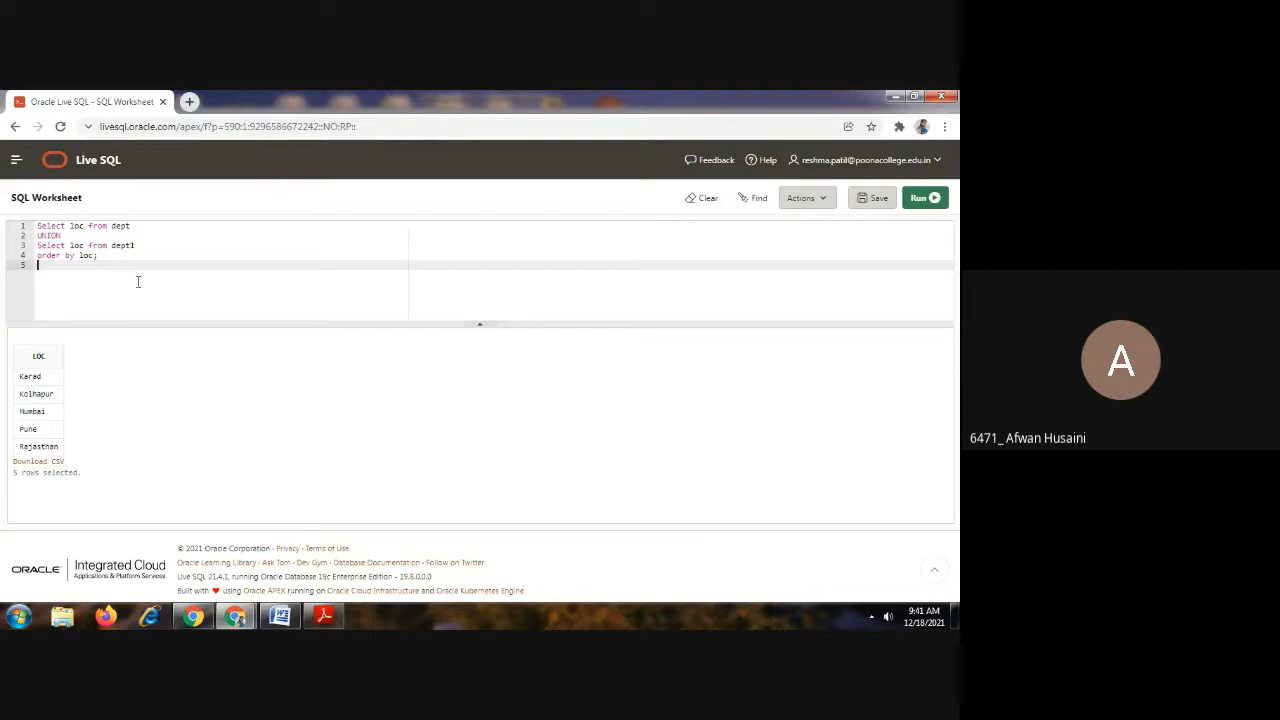 Oracle Live SQL - SQL Worksheet
livesql.oracle.com/apex/f?p=590:1:9296586672242::NO:RP::
Live SQL
Feedback
Help
reshma.patil@poonacollege.edu.in
SQL Worksheet
Clear
Find
Actions
Save
Run
1 Select loc from dept
2 UNION
3 Select loc from dept1
4 order by loc;
5
LOC
Karad
Kolhapur
Mumbai
Pune
Rajasthan
Download CSV
5 rows selected.
A
6471_ Afwan Husaini
© 2021 Oracle Corporation · Privacy · Terms of Use
Oracle Learning Library · Ask Tom · Dev Gym · Database Documentation · Follow on Twitter
Live SQL 21.4.1, running Oracle Database 19c Enterprise Edition - 19.8.0.0.0
Built with ♥ using Oracle APEX running on Oracle Cloud Infrastructure and Oracle Kubernetes Engine
ORACLE
Integrated Cloud
Applications & Platform Services
9:41 AM
12/18/2021